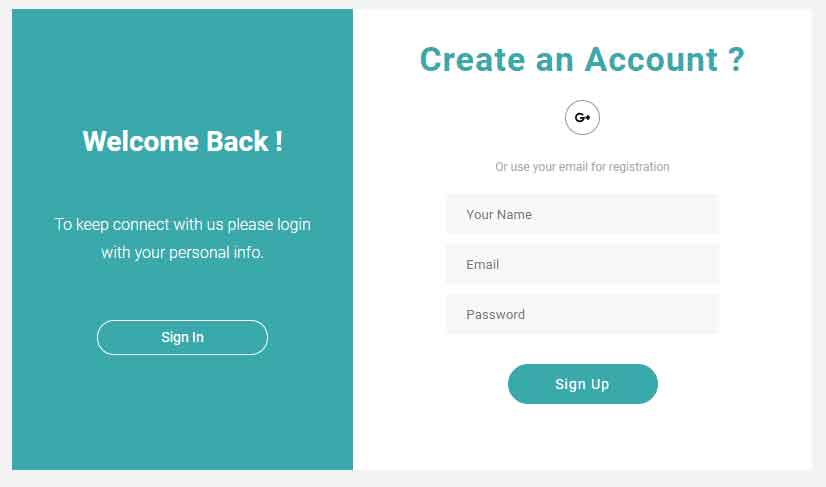 Welcome Back !
To keep connect with us please login
with your personal info.
Sign In
Create an Account ?
G+
Or use your email for registration
Your Name
Email
Password
Sign Up